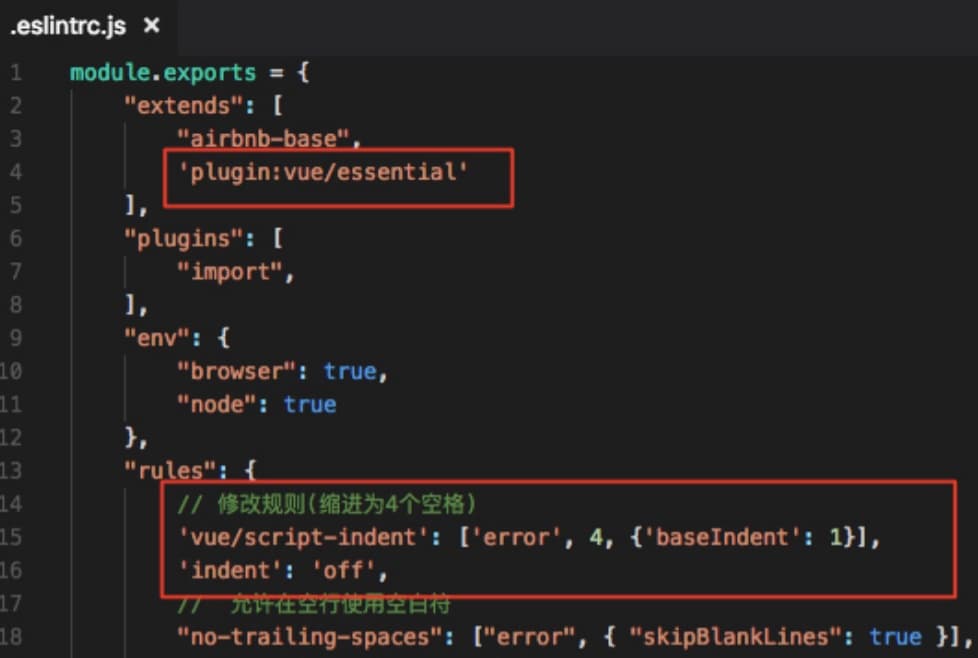 .eslintrc.js ×
1 module.exports = {
2 "extends": [
3 "airbnb-base",
4 'plugin:vue/essential'
5 ],
6 "plugins": [
7 "import",
8 ],
9 "env": {
10 "browser": true,
11 "node": true
12 },
13 "rules": {
14 // 修改规则(缩进为4个空格)
15 'vue/script-indent': ['error', 4, {'baseIndent': 1}],
16 'indent': 'off',
17 // 允许在空行使用空白符
18 "no-trailing-spaces": ["error", { "skipBlankLines": true }],